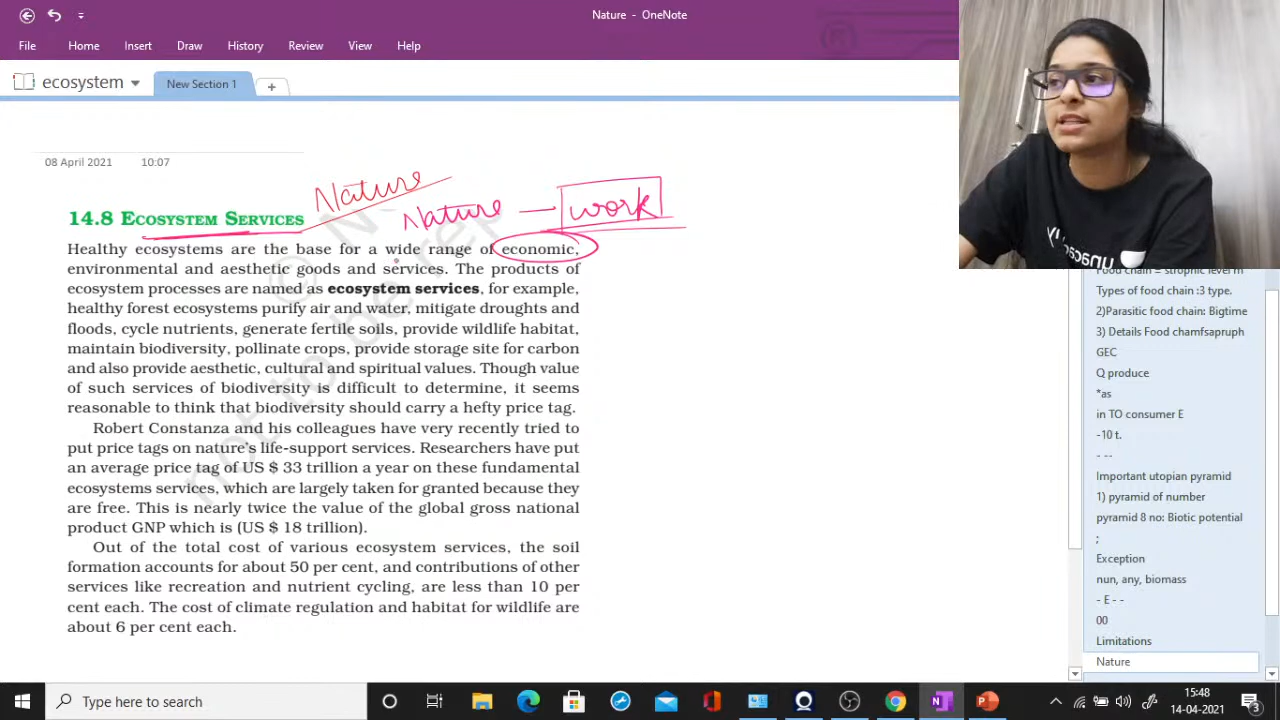 Nature - OneNote
File Home Insert Draw History Review View Help
ecosystem New Section 1 +
08 April 2021 10:07
Nature
Nature — work
14.8 ECOSYSTEM SERVICES
Healthy ecosystems are the base for a wide range of economic,
environmental and aesthetic goods and services. The products of
ecosystem processes are named as ecosystem services, for example,
healthy forest ecosystems purify air and water, mitigate droughts and
floods, cycle nutrients, generate fertile soils, provide wildlife habitat,
maintain biodiversity, pollinate crops, provide storage site for carbon
and also provide aesthetic, cultural and spiritual values. Though value
of such services of biodiversity is difficult to determine, it seems
reasonable to think that biodiversity should carry a hefty price tag.
Robert Constanza and his colleagues have very recently tried to
put price tags on nature's life-support services. Researchers have put
an average price tag of US $ 33 trillion a year on these fundamental
ecosystems services, which are largely taken for granted because they
are free. This is nearly twice the value of the global gross national
product GNP which is (US $ 18 trillion).
Out of the total cost of various ecosystem services, the soil
formation accounts for about 50 per cent, and contributions of other
services like recreation and nutrient cycling, are less than 10 per
cent each. The cost of climate regulation and habitat for wildlife are
about 6 per cent each.
unacademy
Food chain = strophnic level m
Types of food chain :3 type.
2)Parasitic food chain: Bigtime
3) Details Food chamfsapruph
GEC
Q produce
*as
in TO consumer E
-10 t.
- --
Important utopian pyramid
1) pyramid of number
pyramid 8 no: Biotic potential
;
Exception
nun, any, biomass
- E - -
00
Limitations
Nature
Type here to search
15:48
14-04-2021
3